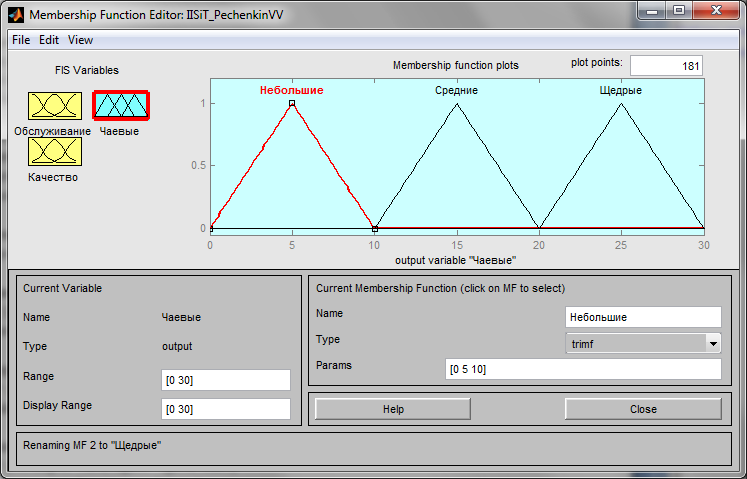 Membership Function Editor: IISiT_PechenkinVV
File Edit View
FIS Variables
Обслуживание
Чаевые
Качество
Membership function plots
plot points:
181
Небольшие
Средние
Щедрые
1
0.5
0
0 5 10 15 20 25 30
output variable "Чаевые"
Current Variable
Name Чаевые
Type output
Range [0 30]
Display Range [0 30]
Current Membership Function (click on MF to select)
Name Небольшие
Type trimf
Params [0 5 10]
Help Close
Renaming MF 2 to "Щедрые"